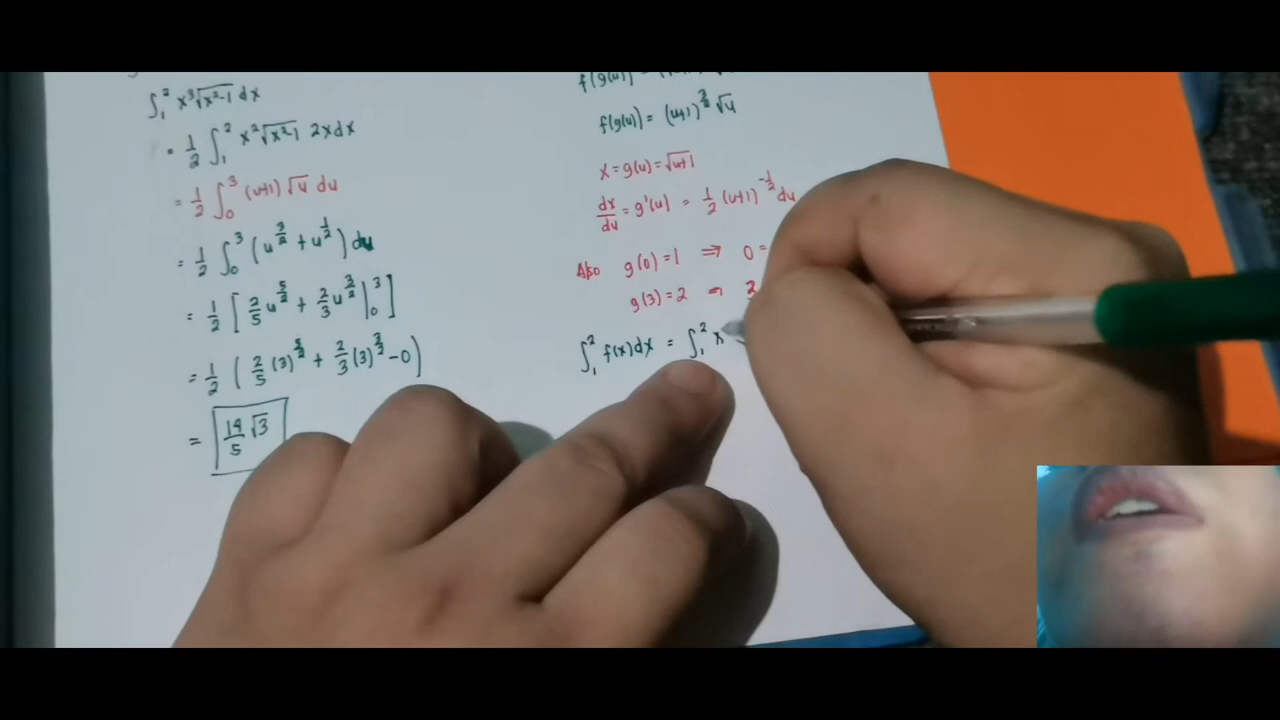 ∫₁² x³√(x²-1) dx
= 1/2 ∫₁² x²√(x²-1) 2x dx
= 1/2 ∫₀³ (u+1) √u du
= 1/2 ∫₀³ (u^(3/2) + u^(1/2)) du
= 1/2 [ 2/5 u^(5/2) + 2/3 u^(3/2) |₀³ ]
= 1/2 ( 2/5 (3)^(5/2) + 2/3 (3)^(3/2) - 0 )
= 14/5 √3
f(g(u)) =
f(g(u)) = (u+1)^(3/2) √u
x = g(u) = √(u+1)
dx/du = g'(u) = 1/2 (u+1)^(-1/2) du
Also g(0) = 1 ⇒ 0 =
g(3) = 2
∫₁² f(x) dx = ∫₁² x